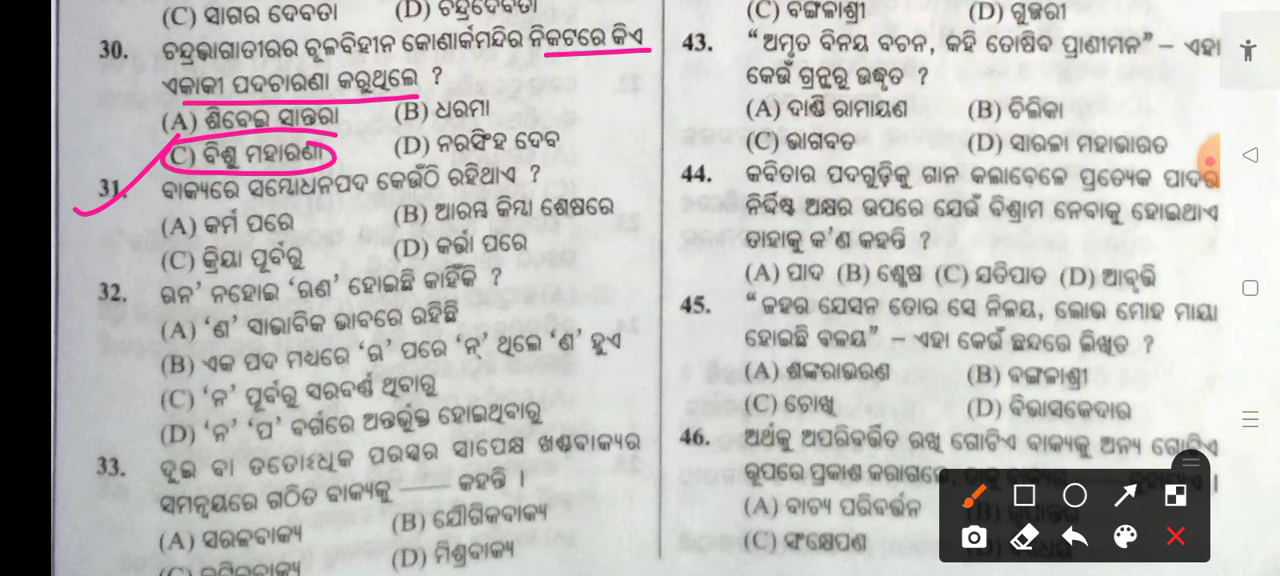 (C) ସାଗର ଦେବତା (D) ଚନ୍ଦ୍ରଦେବତା
30. ଚନ୍ଦ୍ରଭାଗାତୀରର ଚୂଳବିହୀନ କୋଣାର୍କମନ୍ଦିର ନିକଟରେ କିଏ
ଏକାକୀ ପଦଚାରଣା କରୁଥିଲେ ?
(A) ଶିବେଇ ସାନ୍ତରା (B) ଧରମା
(C) ବିଶୁ ମହାରଣା (D) ନରସିଂହ ଦେବ
31. ବାକ୍ୟରେ ସମ୍ବୋଧନପଦ କେଉଁଠି ରହିଥାଏ ?
(A) କର୍ମ ପରେ (B) ଆରମ୍ଭ କିମ୍ବା ଶେଷରେ
(C) କ୍ରିୟା ପୂର୍ବରୁ (D) କର୍ତ୍ତା ପରେ
32. ଋନ’ ନହୋଇ ‘ଋଣ’ ହୋଇଛି କାହିଁକି ?
(A) ‘ଣ’ ସାଭାବିକ ଭାବରେ ରହିଛି
(B) ଏକ ପଦ ମଧ୍ୟରେ ‘ଋ’ ପରେ ‘ନ୍’ ଥିଲେ ‘ଣ’ ହୁଏ
(C) ‘ନ’ ପୂର୍ବରୁ ସ୍ୱରବର୍ଣ୍ଣ ଥିବାରୁ
(D) ‘ନ’ ‘ପ’ ବର୍ଗରେ ଅନ୍ତର୍ଭୁକ୍ତ ହୋଇଥିବାରୁ
33. ଦୁଇ ବା ତତୋଽଧିକ ପରସ୍ପର ସାପେକ୍ଷ ଖଣ୍ଡବାକ୍ୟର
ସମନ୍ୱୟରେ ଗଠିତ ବାକ୍ୟକୁ ____ କହନ୍ତି ।
(A) ସରଳବାକ୍ୟ (B) ଯୌଗିକବାକ୍ୟ
(D) ମିଶ୍ରବାକ୍ୟ
(C) ବଙ୍ଗଳାଶ୍ରୀ (D) ଗୁଜ୍ଜରୀ
43. “ଅମୃତ ବିନୟ ବଚନ, କହି ତୋଷିବ ପ୍ରାଣୀମନ” – ଏହା
କେଉଁ ଗ୍ରନ୍ଥରୁ ଉଦ୍ଧୃତ ?
(A) ଦାଣ୍ଡି ରାମାୟଣ (B) ଚିଲିକା
(C) ଭାଗବତ (D) ସାରଳା ମହାଭାରତ
44. କବିତାର ପଦଗୁଡ଼ିକୁ ଗାନ କଲାବେଳେ ପ୍ରତ୍ୟେକ ପାଦର
ନିର୍ଦ୍ଦିଷ୍ଟ ଅକ୍ଷର ଉପରେ ଯେଉଁ ବିଶ୍ରାମ ନେବାକୁ ହୋଇଥାଏ
ତାହାକୁ କ’ଣ କହନ୍ତି ?
(A) ପାଦ (B) ଶ୍ଳେଷ (C) ଯତିପାତ (D) ଆବୃତ୍ତି
45. “ଜହର ଯେସନ ତୋର ସେ ନିଳୟ, ଲୋଭ ମୋହ ମାୟା
ହୋଇଛି ବଳୟ” – ଏହା କେଉଁ ଛନ୍ଦରେ ଲିଖିତ ?
(A) ଶଙ୍କରାଭରଣ (B) ବଙ୍ଗଳାଶ୍ରୀ
(C) ଚୋଖି (D) ବିଭାସକେଦାର
46. ଅର୍ଥକୁ ଅପରିବର୍ତ୍ତିତ ରଖି ଗୋଟିଏ ବାକ୍ୟକୁ ଅନ୍ୟ ଗୋଟିଏ
ରୂପରେ ପ୍ରକାଶ କରାଗଲେ, ତାକୁ ବାକ୍ୟର
(A) ବାଚ୍ୟ ପରିବର୍ତ୍ତନ (B)
(C) ସଂକ୍ଷେପଣ (D)